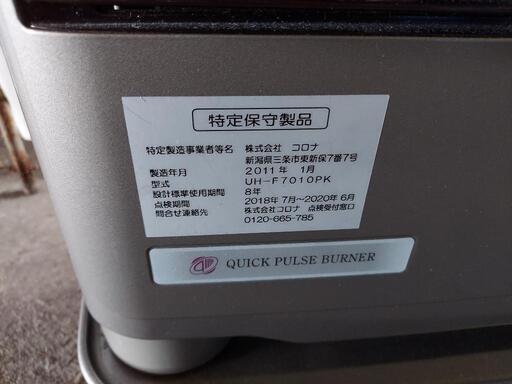 特定保守製品
特定製造事業者等名 株式会社 コロナ
新潟県三条市東新保7番7号
製造年月 2011年 1月
型式 UH-F7010PK
設計標準使用期間 8年
点検期間 2018年7月〜2020年6月
問合せ連絡先 株式会社コロナ 点検受付窓口
0120-665-785
QUICK PULSE BURNER